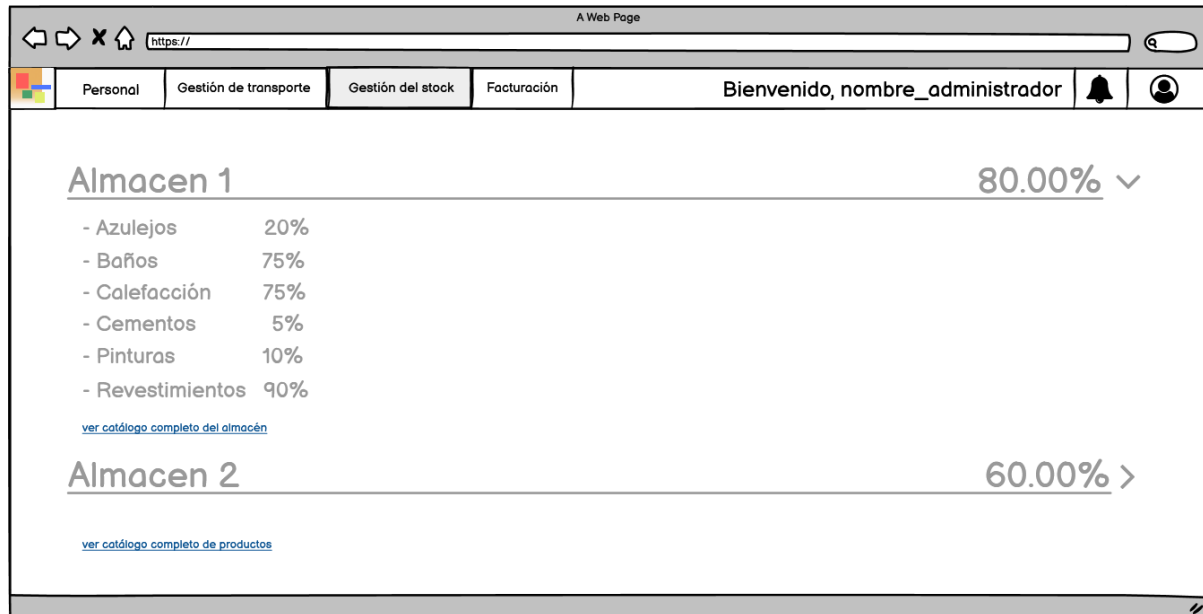 A Web Page
https://
Personal Gestión de transporte Gestión del stock Facturación Bienvenido, nombre_administrador
Almacen 1 80.00%
- Azulejos 20%
- Baños 75%
- Calefacción 75%
- Cementos 5%
- Pinturas 10%
- Revestimientos 90%
ver catálogo completo del almacén
Almacen 2 60.00%
ver catálogo completo de productos